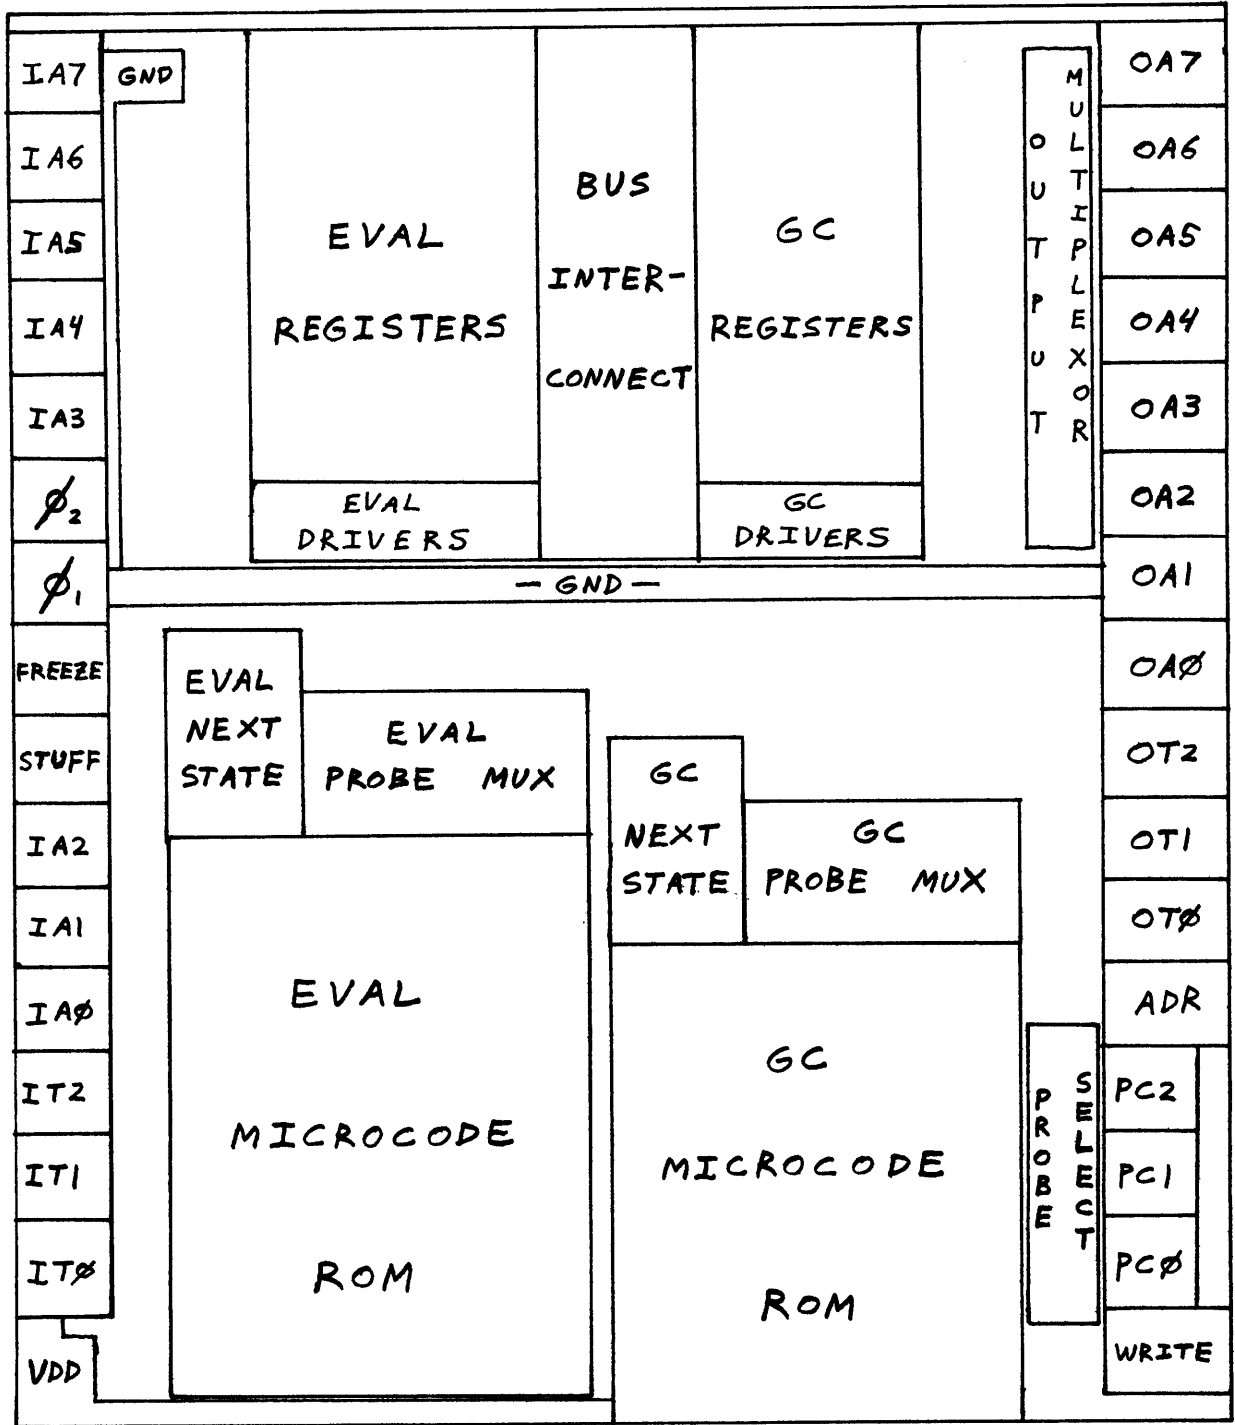 IA7
GND
IA6
IA5
IA4
IA3
ϕ2
ϕ1
FREEZE
STUFF
IA2
IA1
IAØ
IT2
IT1
ITØ
VDD
EVAL
REGISTERS
EVAL
DRIVERS
BUS
INTER-
CONNECT
GC
REGISTERS
GC
DRIVERS
OUTPUT
MULTIPLEXOR
— GND —
EVAL
NEXT
STATE
EVAL
PROBE MUX
EVAL
MICROCODE
ROM
GC
NEXT
STATE
GC
PROBE MUX
GC
MICROCODE
ROM
PROBE
SELECT
OA7
OA6
OA5
OA4
OA3
OA2
OA1
OAØ
OT2
OT1
OTØ
ADR
PC2
PC1
PCØ
WRITE